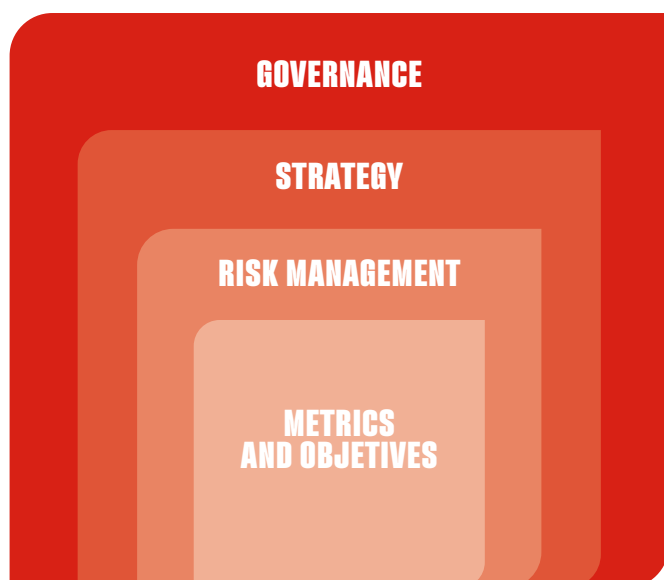 GOVERNANCE
STRATEGY
RISK MANAGEMENT
METRICS
AND OBJETIVES